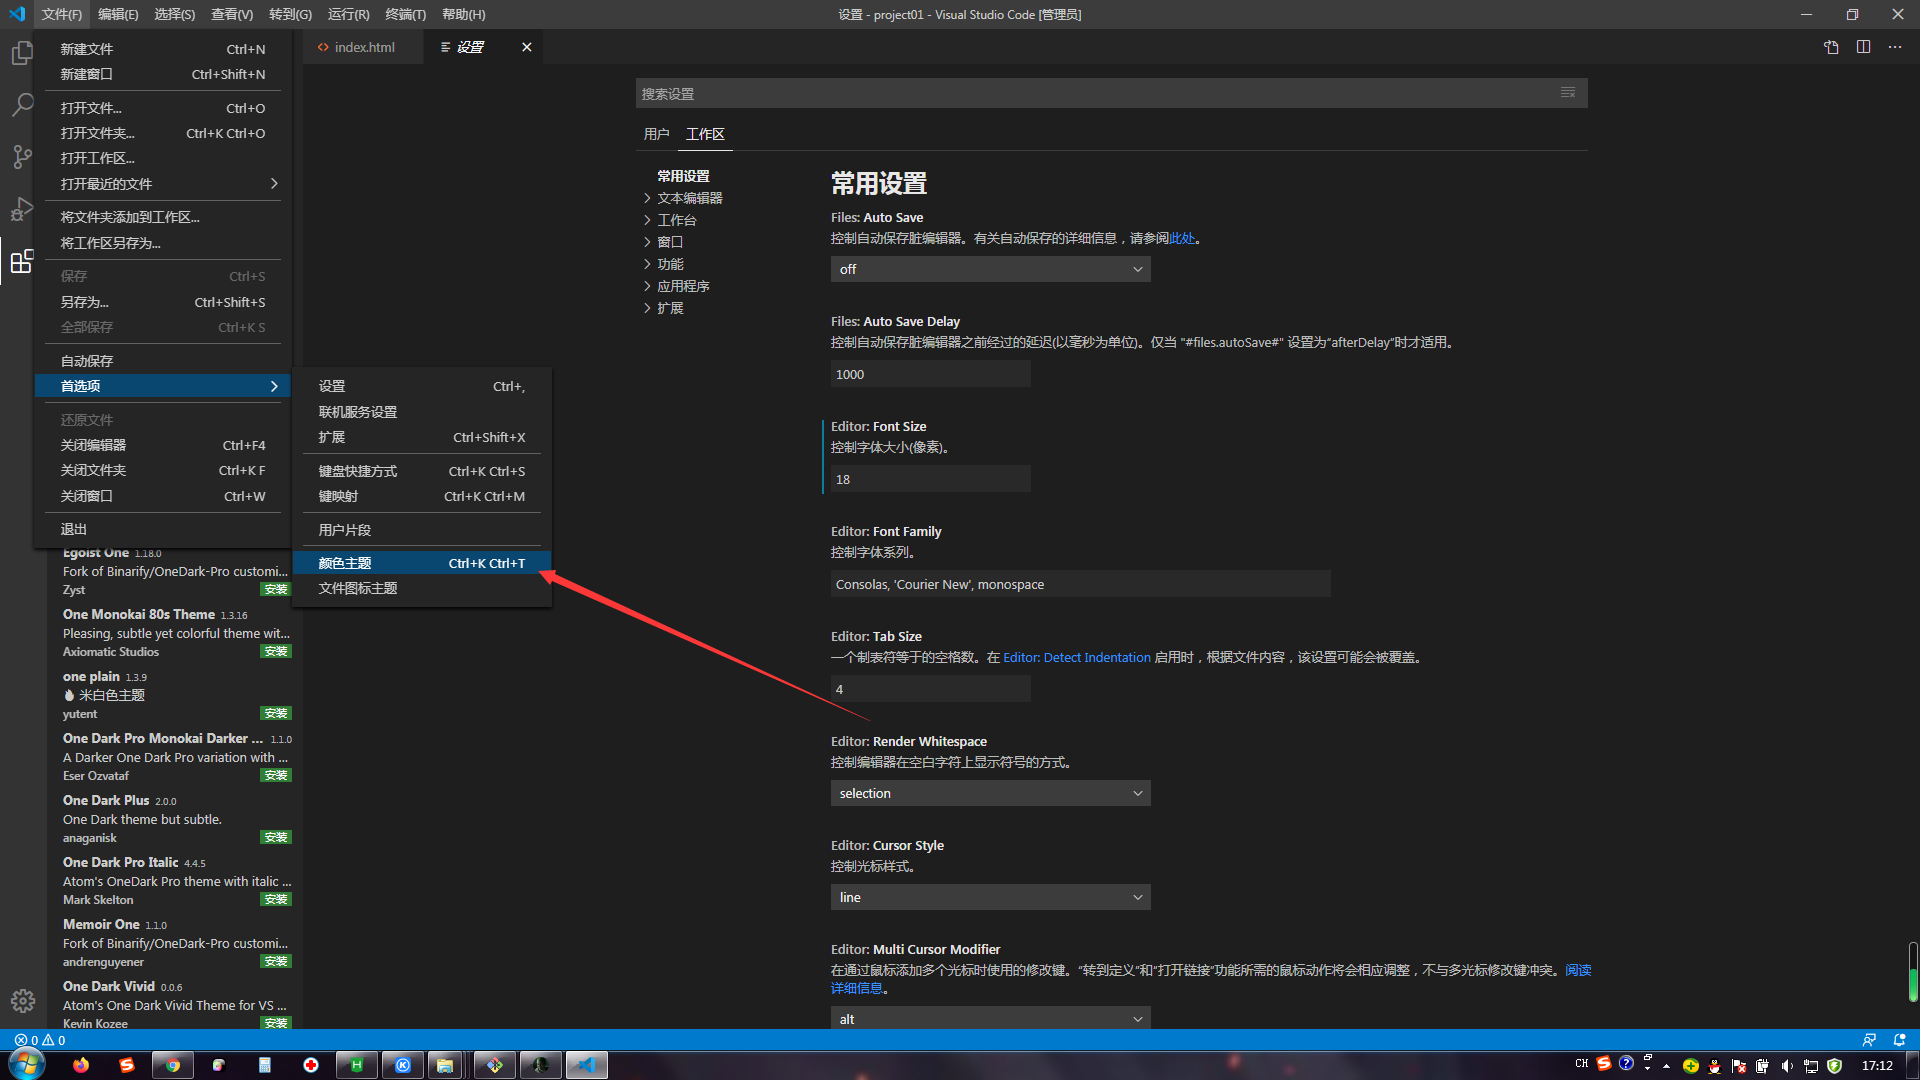 文件(F) 编辑(E) 选择(S) 查看(V) 转到(G) 运行(R) 终端(T) 帮助(H)
设置 - project01 - Visual Studio Code [管理员]
新建文件 Ctrl+N
新建窗口 Ctrl+Shift+N
打开文件... Ctrl+O
打开文件夹... Ctrl+K Ctrl+O
打开工作区...
打开最近的文件
将文件夹添加到工作区...
将工作区另存为...
保存 Ctrl+S
另存为... Ctrl+Shift+S
全部保存 Ctrl+K S
自动保存
首选项
还原文件
关闭编辑器 Ctrl+F4
关闭文件夹 Ctrl+K F
关闭窗口 Ctrl+W
退出
设置 Ctrl+,
联机服务设置
扩展 Ctrl+Shift+X
键盘快捷方式 Ctrl+K Ctrl+S
键映射 Ctrl+K Ctrl+M
用户片段
颜色主题 Ctrl+K Ctrl+T
文件图标主题
Egoist One 1.18.0
Fork of Binarify/OneDark-Pro customi...
Zyst 安装
One Monokai 80s Theme 1.3.16
Pleasing, subtle yet colorful theme wit...
Axiomatic Studios 安装
one plain 1.3.9
米白色主题
yutent 安装
One Dark Pro Monokai Darker ... 1.1.0
A Darker One Dark Pro variation with ...
Eser Ozvataf 安装
One Dark Plus 2.0.0
One Dark theme but subtle.
anaganisk 安装
One Dark Pro Italic 4.4.5
Atom's OneDark Pro theme with italic ...
Mark Skelton 安装
Memoir One 1.1.0
Fork of Binarify/OneDark-Pro customi...
andrenguyener 安装
One Dark Vivid 0.0.6
Atom's One Dark Vivid Theme for VS ...
Kevin Kozee 安装
index.html
设置
搜索设置
用户 工作区
常用设置
文本编辑器
工作台
窗口
功能
应用程序
扩展
常用设置
Files: Auto Save
控制自动保存脏编辑器。有关自动保存的详细信息，请参阅此处。
off
Files: Auto Save Delay
控制自动保存脏编辑器之前经过的延迟(以毫秒为单位)。仅当 "#files.autoSave#" 设置为“afterDelay”时才适用。
1000
Editor: Font Size
控制字体大小(像素)。
18
Editor: Font Family
控制字体系列。
Consolas, 'Courier New', monospace
Editor: Tab Size
一个制表符等于的空格数。在 Editor: Detect Indentation 启用时，根据文件内容，该设置可能会被覆盖。
4
Editor: Render Whitespace
控制编辑器在空白字符上显示符号的方式。
selection
Editor: Cursor Style
控制光标样式。
line
Editor: Multi Cursor Modifier
在通过鼠标添加多个光标时使用的修改键。“转到定义”和“打开链接”功能所需的鼠标动作将会相应调整，不与多光标修改键冲突。阅读
详细信息。
alt
0 0
CH
17:12